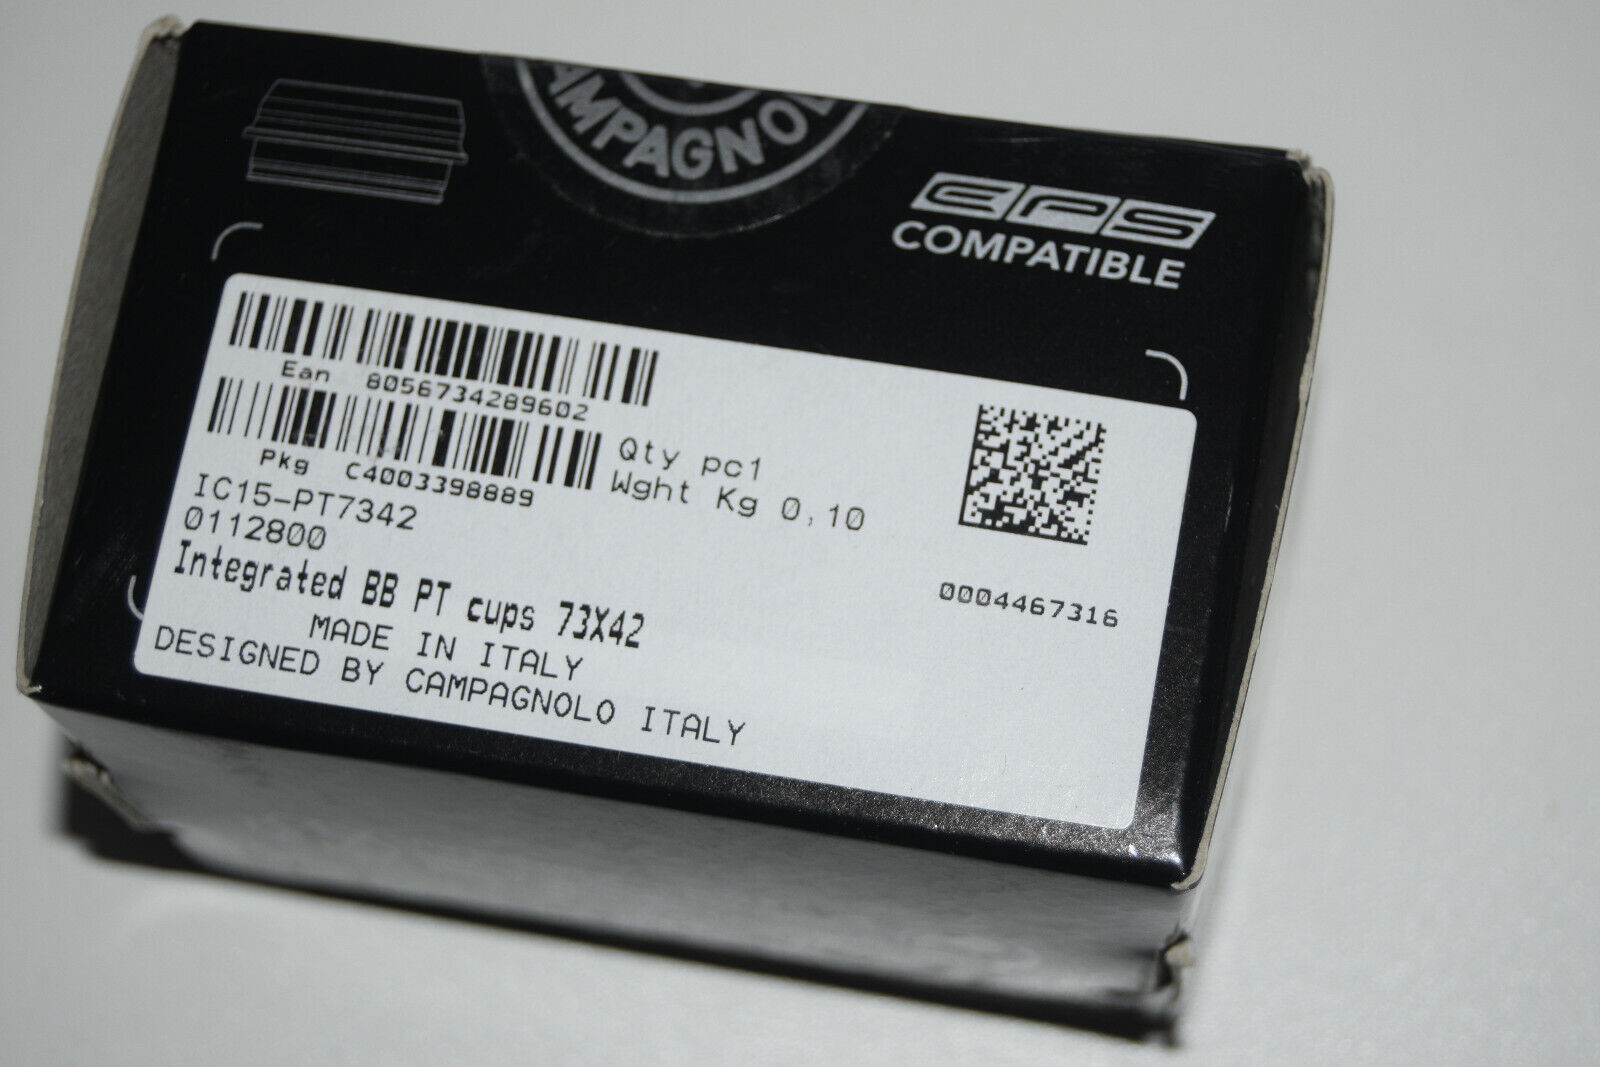 CAMPAGNOLO
EPS
COMPATIBLE
Ean 8056734289602
Pkg C4003398889
Qty pc1
Wght Kg 0,10
IC15-PT7342
0112800
Integrated BB PT cups 73X42
MADE IN ITALY
DESIGNED BY CAMPAGNOLO ITALY
0004467316